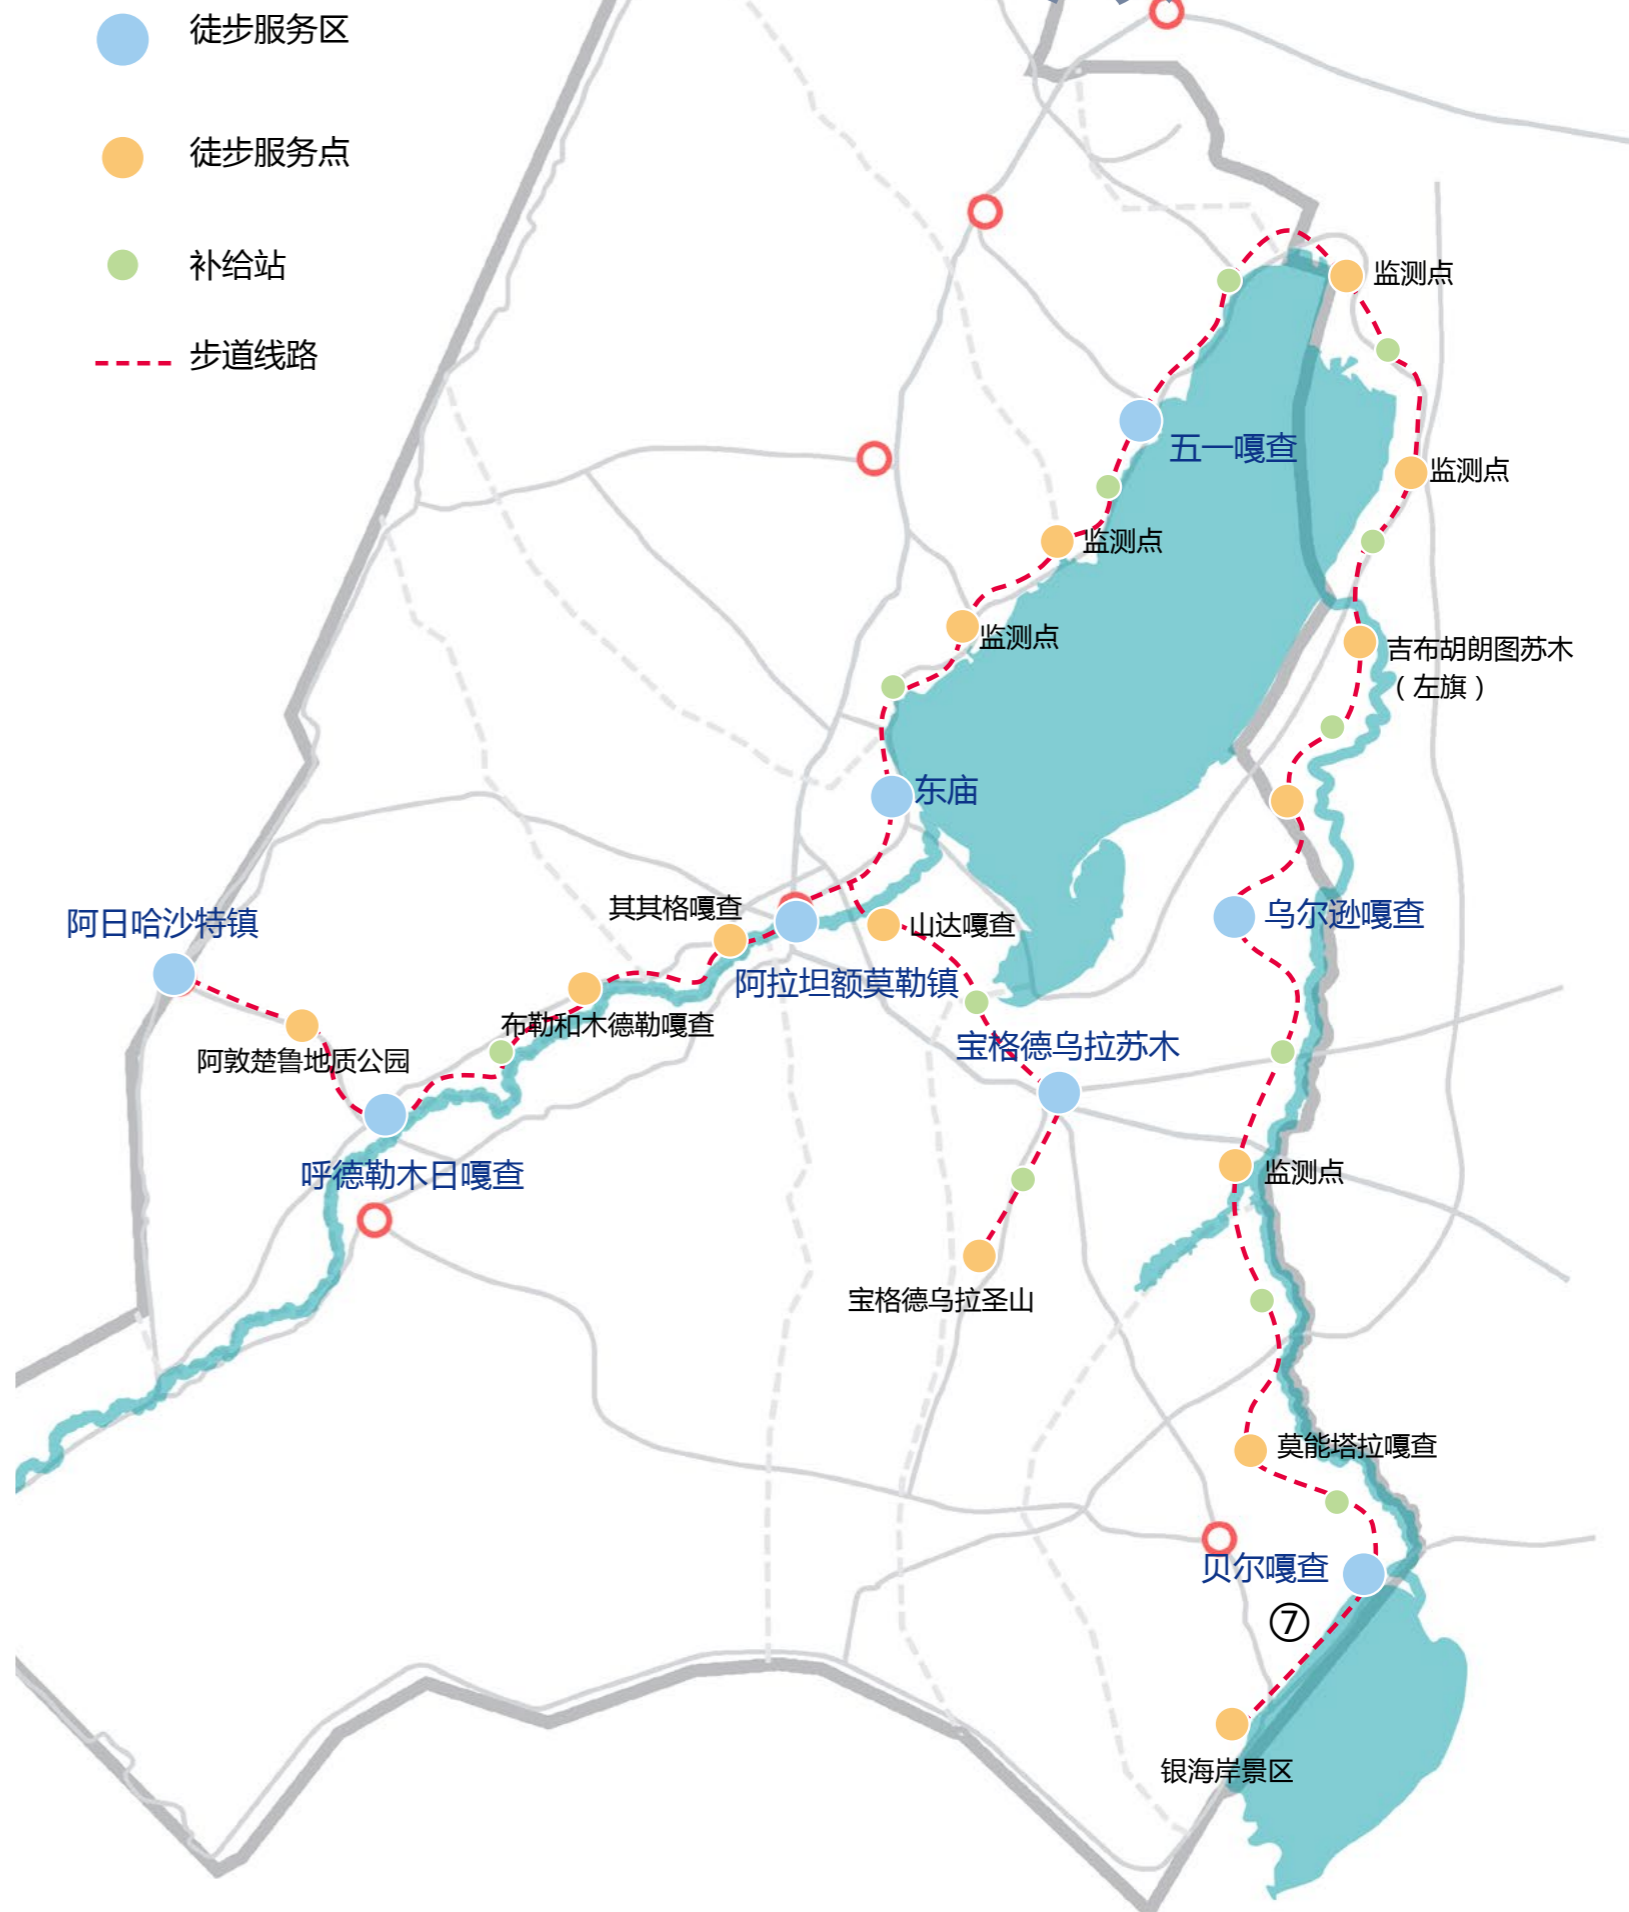 徒步服务区
徒步服务点
补给站
步道线路
监测点
五一嘎查
监测点
监测点
监测点
吉布胡朗图苏木
（左旗）
东庙
其其格嘎查
阿日哈沙特镇
山达嘎查
乌尔逊嘎查
阿拉坦额莫勒镇
布勒和木德勒嘎查
宝格德乌拉苏木
阿敦楚鲁地质公园
呼德勒木日嘎查
监测点
宝格德乌拉圣山
莫能塔拉嘎查
贝尔嘎查
⑦
银海岸景区